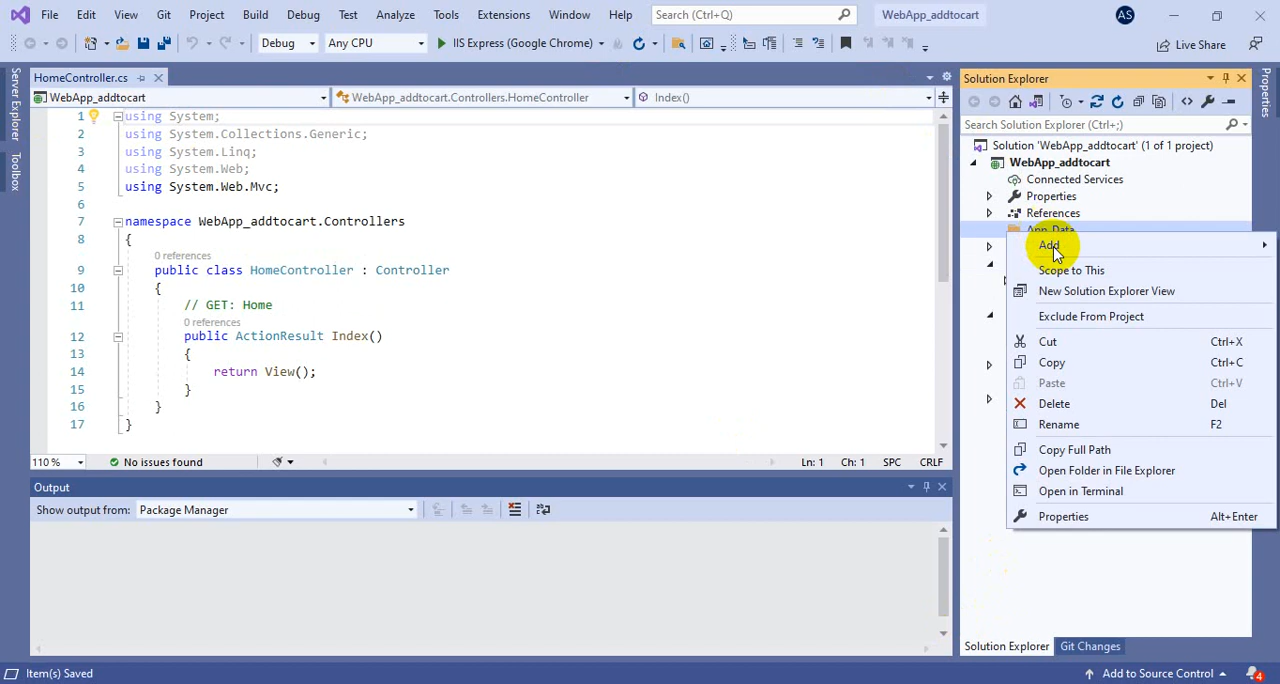 File Edit View Git Project Build Debug Test Analyze Tools Extensions Window Help Search (Ctrl+Q) WebApp_addtocart AS
Debug Any CPU IIS Express (Google Chrome) Live Share
Server Explorer
Toolbox
HomeController.cs
WebApp_addtocart WebApp_addtocart.Controllers.HomeController Index()
1 using System;
2 using System.Collections.Generic;
3 using System.Linq;
4 using System.Web;
5 using System.Web.Mvc;
6
7 namespace WebApp_addtocart.Controllers
8 {
0 references
9 public class HomeController : Controller
10 {
11 // GET: Home
0 references
12 public ActionResult Index()
13 {
14 return View();
15 }
16 }
17 }
110 % No issues found Ln: 1 Ch: 1 SPC CRLF
Output
Show output from: Package Manager
Solution Explorer
Search Solution Explorer (Ctrl+;)
Solution 'WebApp_addtocart' (1 of 1 project)
WebApp_addtocart
Connected Services
Properties
References
App_Data
Add
Scope to This
New Solution Explorer View
Exclude From Project
Cut Ctrl+X
Copy Ctrl+C
Paste Ctrl+V
Delete Del
Rename F2
Copy Full Path
Open Folder in File Explorer
Open in Terminal
Properties Alt+Enter
Solution Explorer Git Changes
Properties
Item(s) Saved Add to Source Control 4